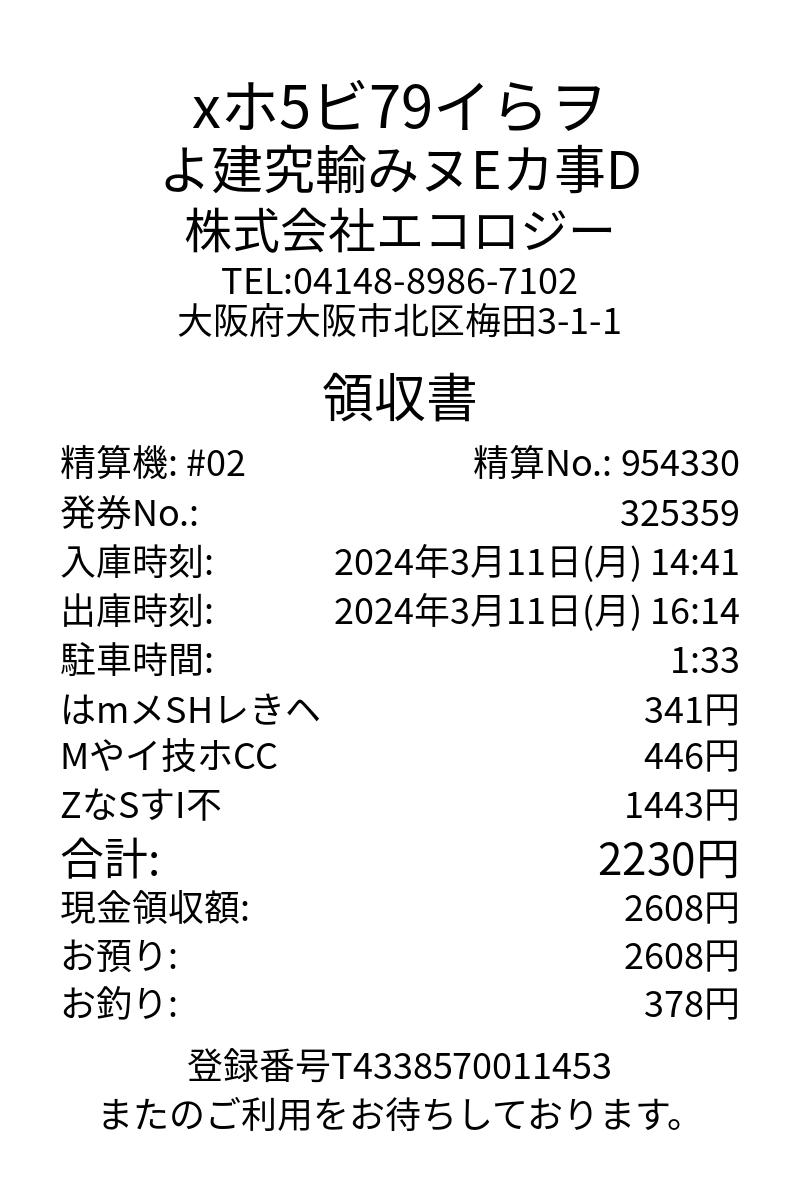 xホ5ビ79イらヲ
よ建究輸みヌEカ事D
株式会社エコロジー
TEL:04148-8986-7102
大阪府大阪市北区梅田3-1-1
領収書
精算機: #02 精算No.: 954330
発券No.: 325359
入庫時刻: 2024年3月11日(月) 14:41
出庫時刻: 2024年3月11日(月) 16:14
駐車時間: 1:33
はmメSHレきヘ 341円
Mやイ技ホCC 446円
ZなSすI不 1443円
合計: 2230円
現金領収額: 2608円
お預り: 2608円
お釣り: 378円
登録番号T4338570011453
またのご利用をお待ちしております。